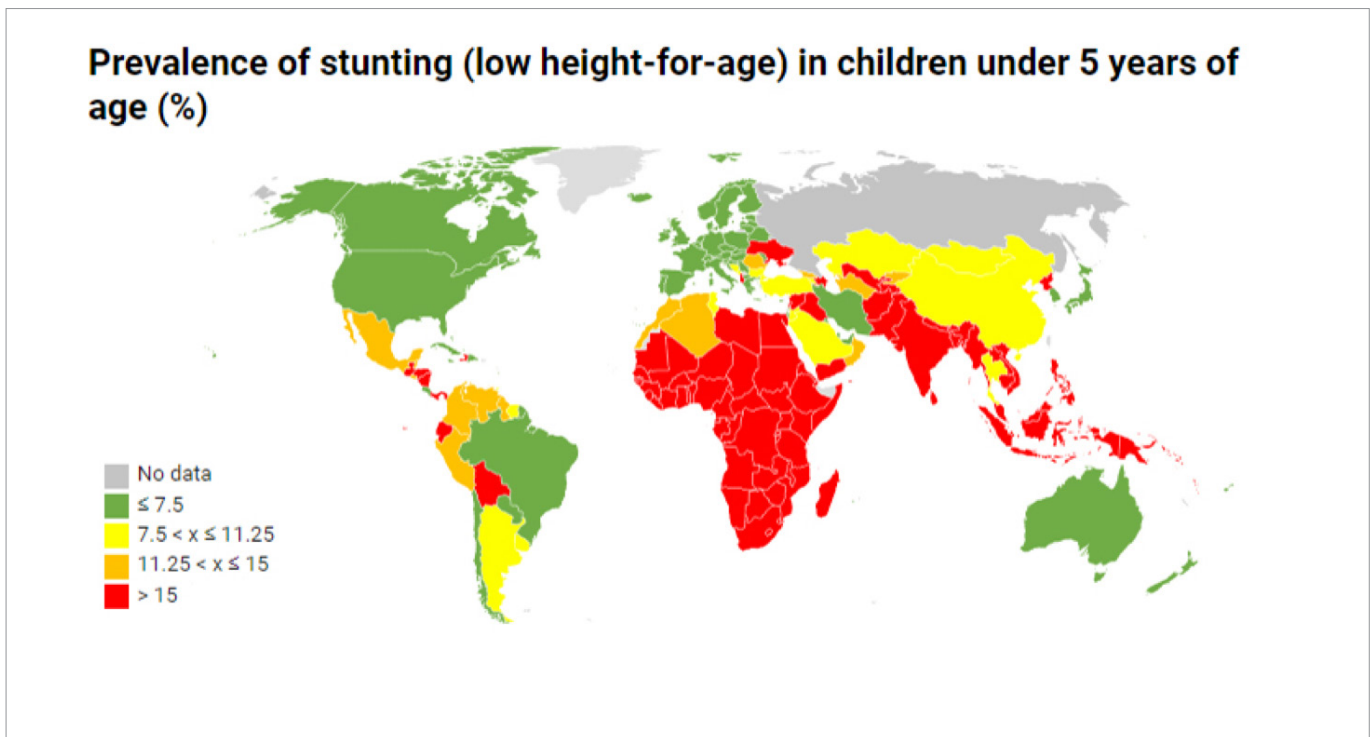 Prevalence of stunting (low height-for-age) in children under 5 years of
age (%)
No data
≤ 7.5
7.5 < x ≤ 11.25
11.25 < x ≤ 15
> 15